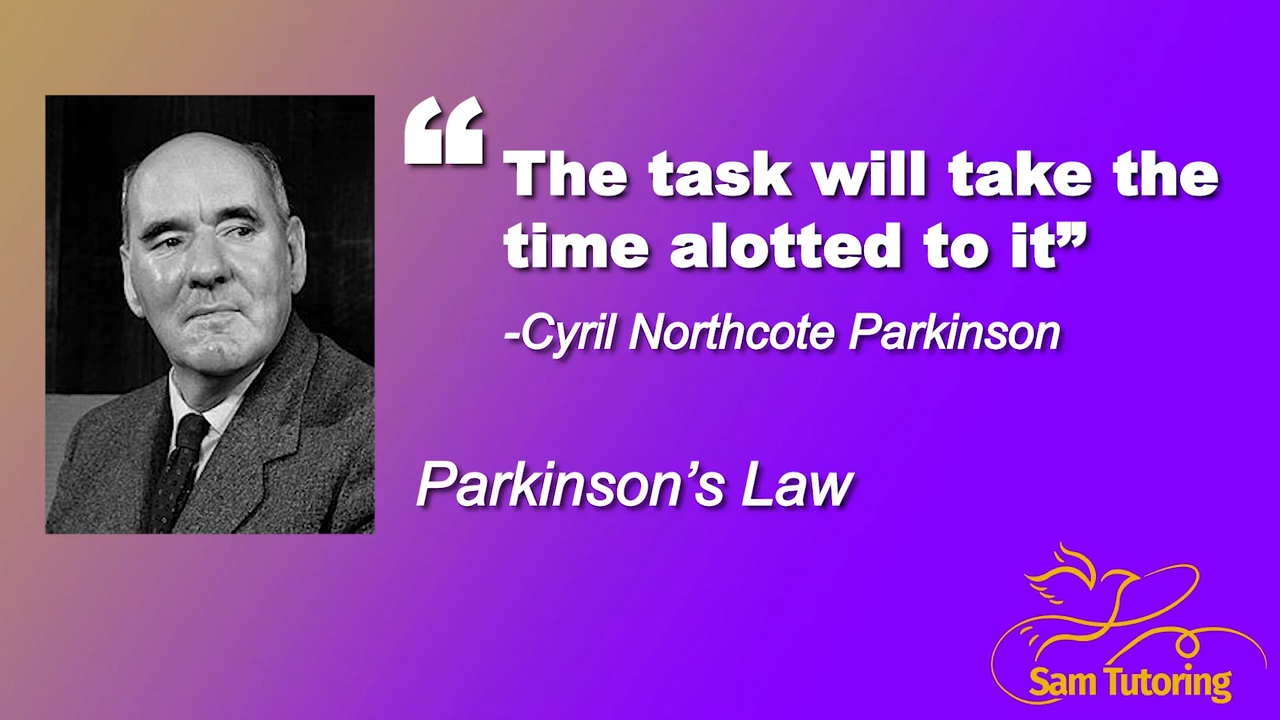 “The task will take the
time alotted to it”
-Cyril Northcote Parkinson
Parkinson’s Law
Sam Tutoring